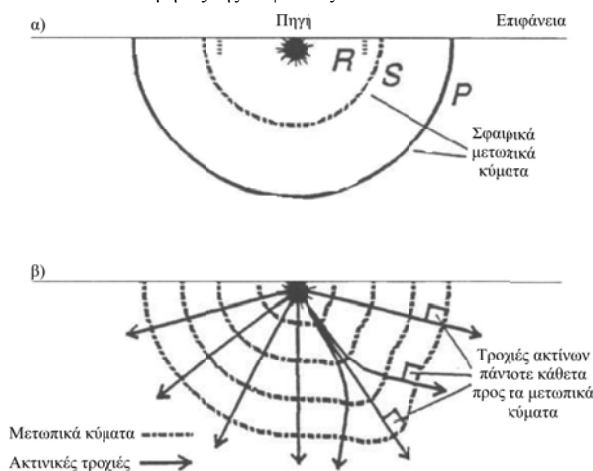 α)
Πηγή
Επιφάνεια
R
S
P
Σφαιρικά
μετωπικά
κύματα
β)
Τροχιές ακτίνων
πάντοτε κάθετα
προς τα μετωπικά
κύματα
Μετωπικά κύματα
Ακτινικές τροχιές